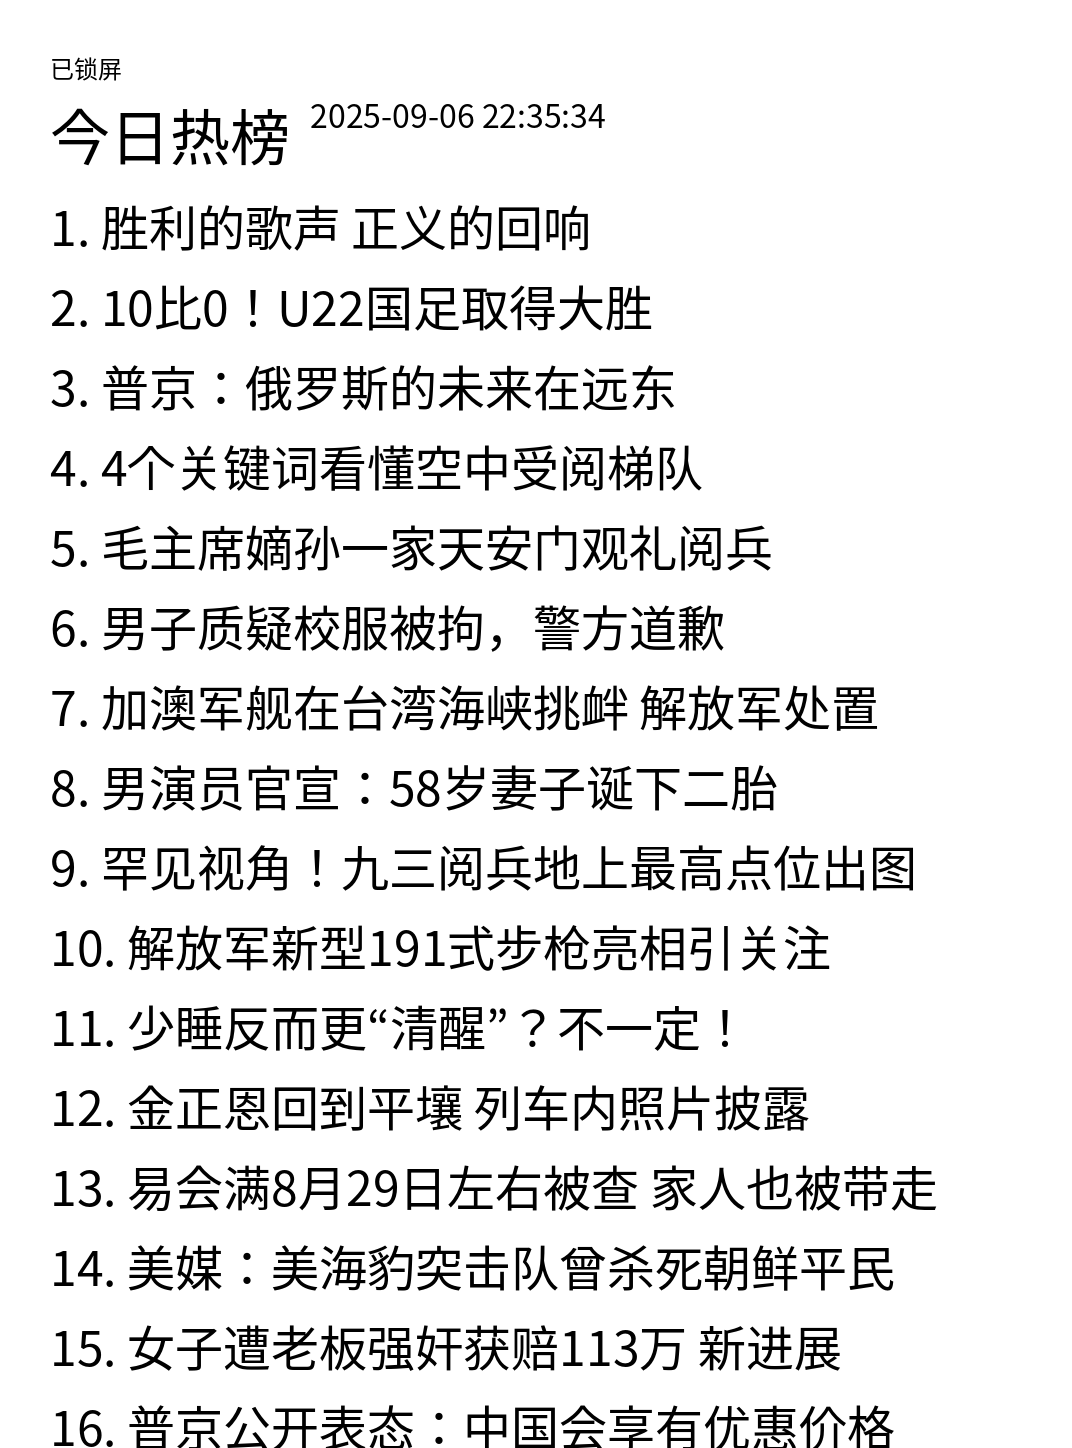 已锁屏
今日热榜 2025-09-06 22:35:34
1. 胜利的歌声 正义的回响
2. 10比0！U22国足取得大胜
3. 普京：俄罗斯的未来在远东
4. 4个关键词看懂空中受阅梯队
5. 毛主席嫡孙一家天安门观礼阅兵
6. 男子质疑校服被拘，警方道歉
7. 加澳军舰在台湾海峡挑衅 解放军处置
8. 男演员官宣：58岁妻子诞下二胎
9. 罕见视角！九三阅兵地上最高点位出图
10. 解放军新型191式步枪亮相引关注
11. 少睡反而更“清醒”？不一定！
12. 金正恩回到平壤 列车内照片披露
13. 易会满8月29日左右被查 家人也被带走
14. 美媒：美海豹突击队曾杀死朝鲜平民
15. 女子遭老板强奸获赔113万 新进展
16. 普京公开表态：中国会享有优惠价格